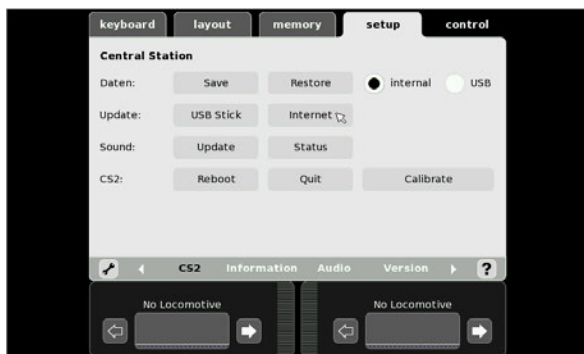 keyboard layout memory setup control
Central Station
Daten: Save Restore internal USB
Update: USB Stick Internet
Sound: Update Status
CS2: Reboot Quit Calibrate
CS2 Information Audio Version ?
No Locomotive No Locomotive